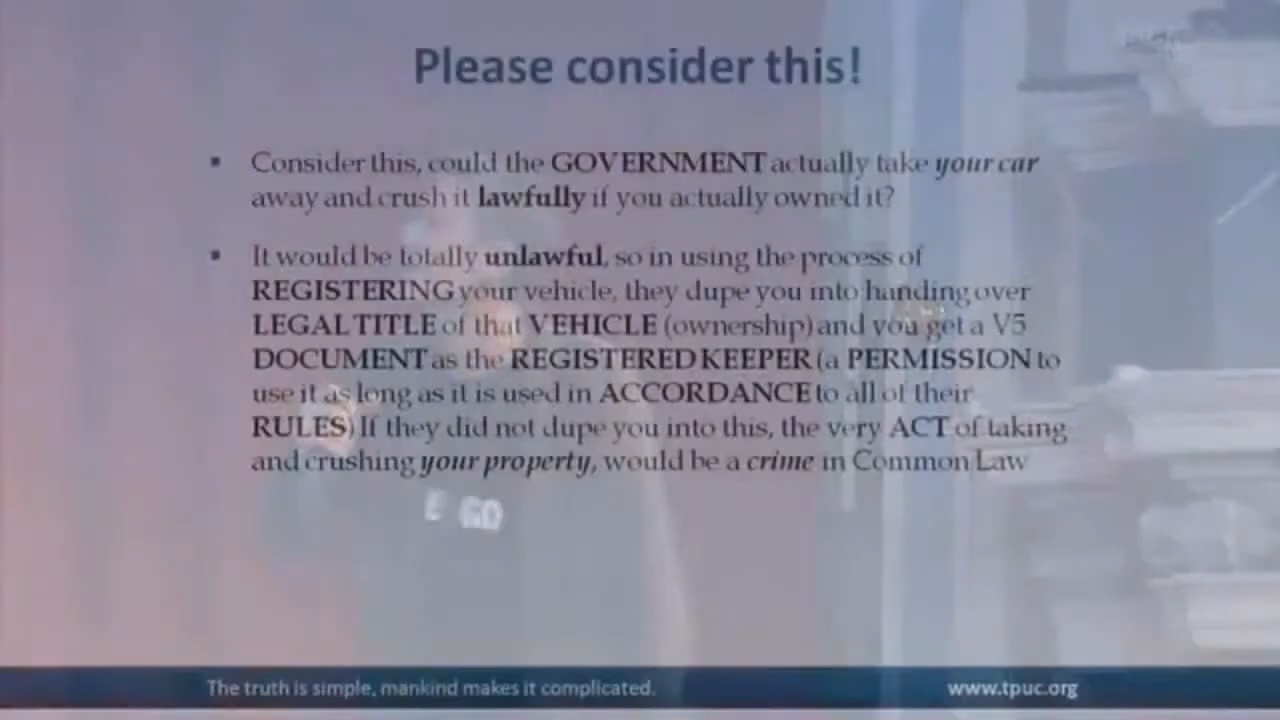 Please consider this!
▪ Consider this, could the GOVERNMENT actually take your car
away and crush it lawfully if you actually owned it?
▪ It would be totally unlawful, so in using the process of
REGISTERING your vehicle, they dupe you into handing over
LEGAL TITLE of that VEHICLE (ownership) and you get a V5
DOCUMENT as the REGISTERED KEEPER (a PERMISSION to
use it as long as it is used in ACCORDANCE to all of their
RULES) If they did not dupe you into this, the very ACT of taking
and crushing your property, would be a crime in Common Law
The truth is simple, mankind makes it complicated.
www.tpuc.org